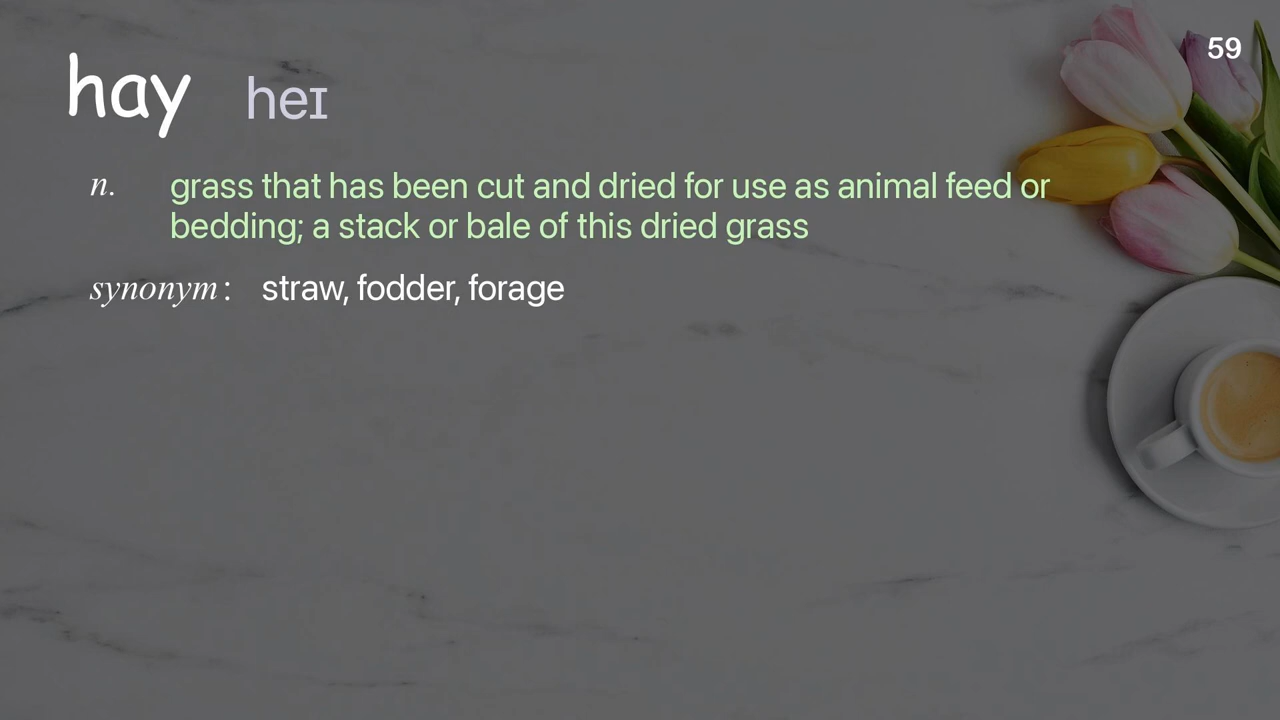 59
hay heɪ
n. grass that has been cut and dried for use as animal feed or
bedding; a stack or bale of this dried grass
synonym: straw, fodder, forage